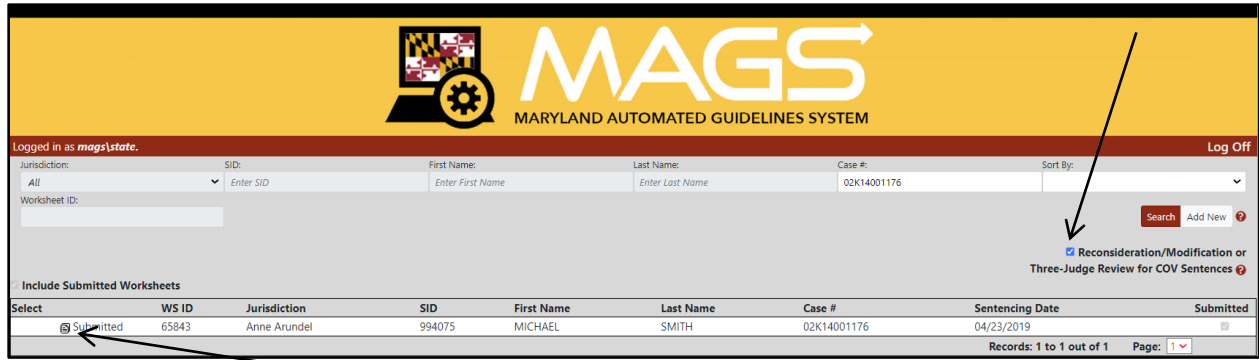 MAGS
MARYLAND AUTOMATED GUIDELINES SYSTEM
Logged in as mags\state. Log Off
Jurisdiction: SID: First Name: Last Name: Case #: Sort By:
All Enter SID Enter First Name Enter Last Name 02K14001176
Worksheet ID:
Search Add New ?
Reconsideration/Modification or
Three-Judge Review for COV Sentences ?
Include Submitted Worksheets
Select WS ID Jurisdiction SID First Name Last Name Case # Sentencing Date Submitted
Submitted 65843 Anne Arundel 994075 MICHAEL SMITH 02K14001176 04/23/2019
Records: 1 to 1 out of 1 Page: 1